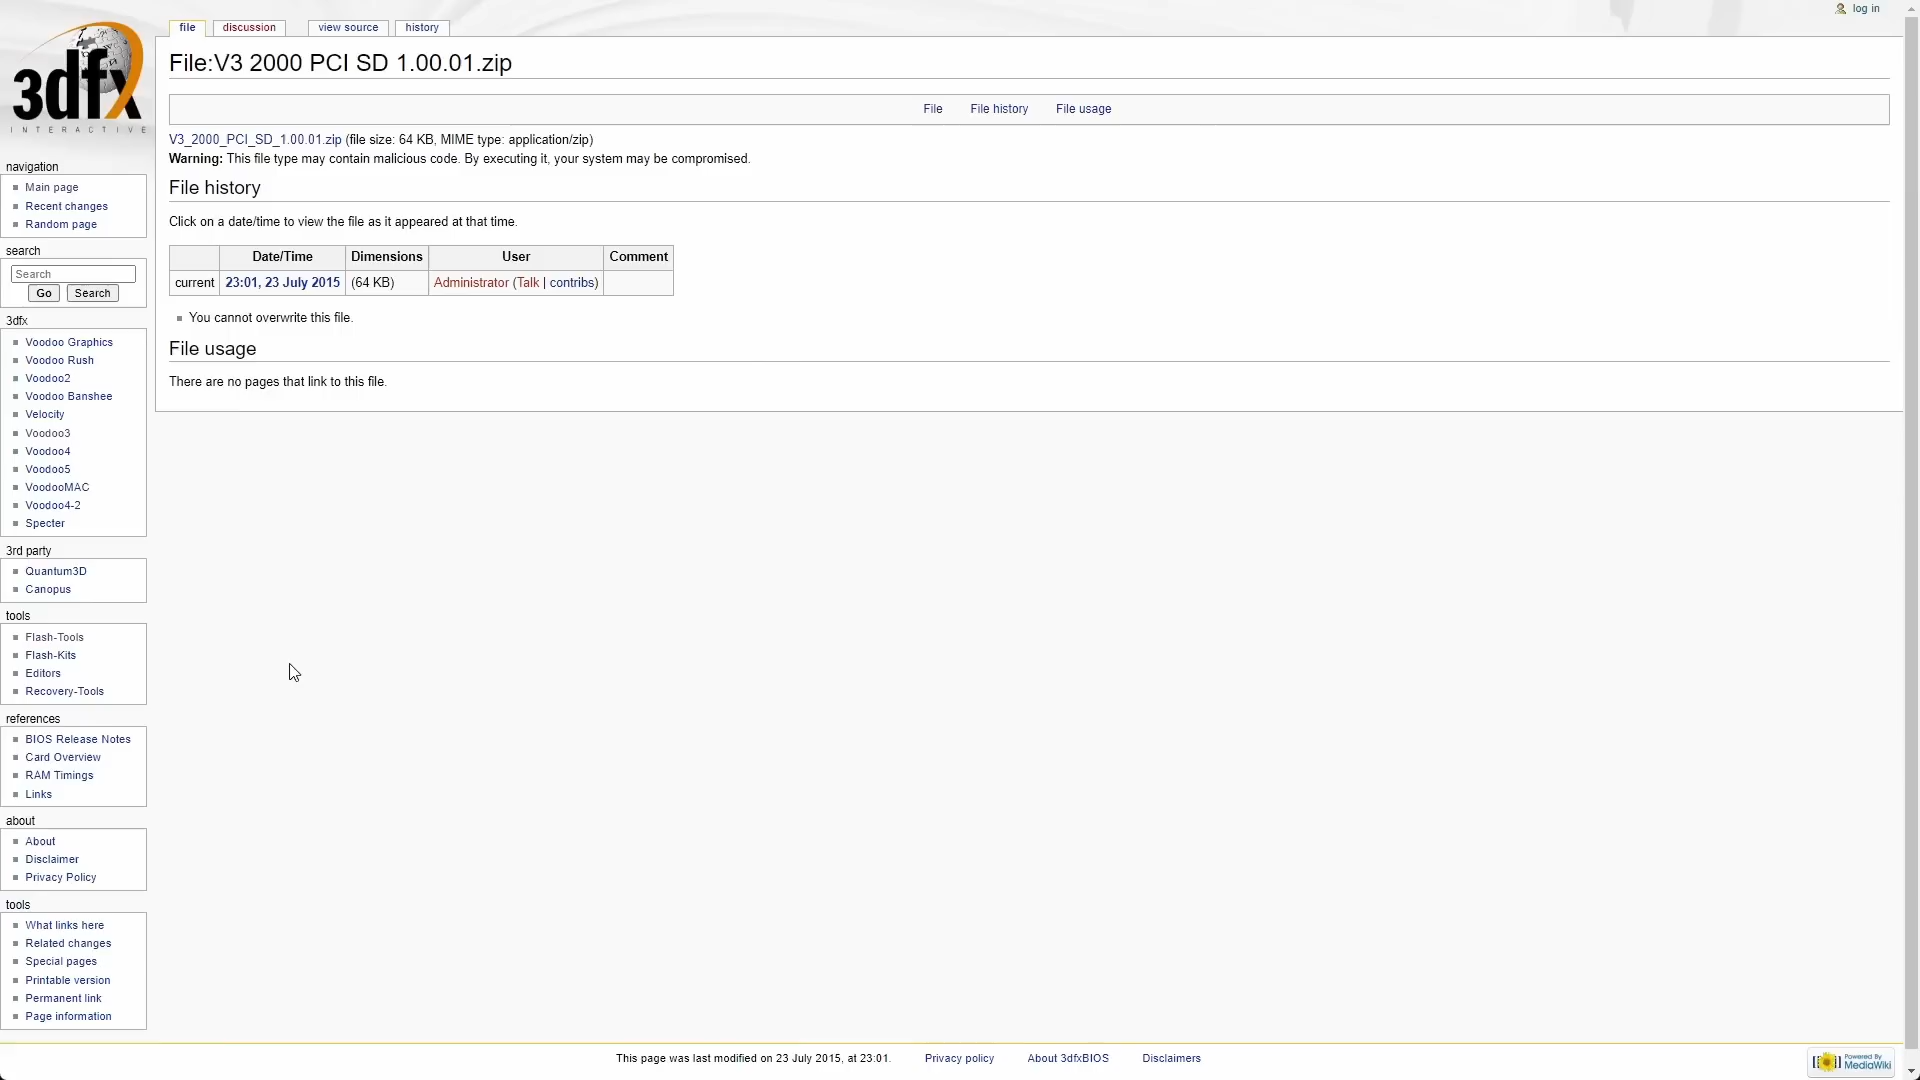 log in
file
discussion
view source
history
3dfx
INTERACTIVE
File:V3 2000 PCI SD 1.00.01.zip
File File history File usage
V3_2000_PCI_SD_1.00.01.zip (file size: 64 KB, MIME type: application/zip)
Warning: This file type may contain malicious code. By executing it, your system may be compromised.
File history
Click on a date/time to view the file as it appeared at that time.
Date/Time Dimensions User Comment
current 23:01, 23 July 2015 (64 KB) Administrator (Talk | contribs)
You cannot overwrite this file.
File usage
There are no pages that link to this file.
navigation
Main page
Recent changes
Random page
search
Search
Go Search
3dfx
Voodoo Graphics
Voodoo Rush
Voodoo2
Voodoo Banshee
Velocity
Voodoo3
Voodoo4
Voodoo5
VoodooMAC
Voodoo4-2
Specter
3rd party
Quantum3D
Canopus
tools
Flash-Tools
Flash-Kits
Editors
Recovery-Tools
references
BIOS Release Notes
Card Overview
RAM Timings
Links
about
About
Disclaimer
Privacy Policy
tools
What links here
Related changes
Special pages
Printable version
Permanent link
Page information
This page was last modified on 23 July 2015, at 23:01. Privacy policy About 3dfxBIOS Disclaimers
Powered By
MediaWiki